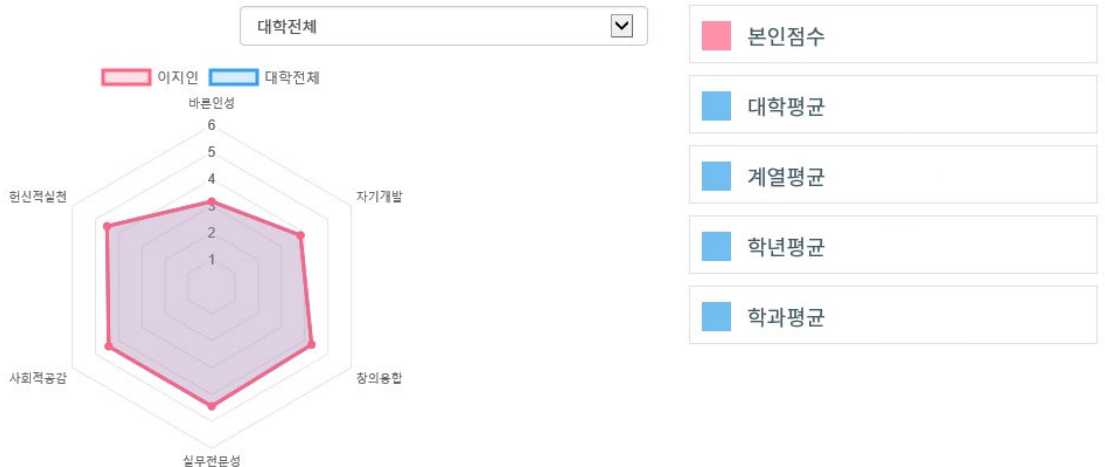 대학전체
이지인 대학전체
바른인성
6
5
4
3
2
1
헌신적실천
자기개발
사회적공감
창의융합
실무전문성
본인점수
대학평균
계열평균
학년평균
학과평균